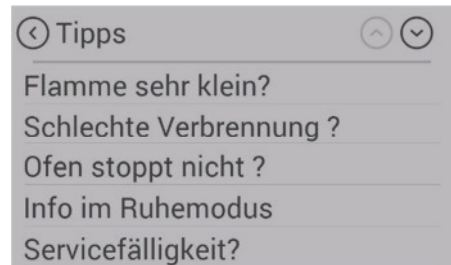 Tipps
Flamme sehr klein?
Schlechte Verbrennung ?
Ofen stoppt nicht ?
Info im Ruhemodus
Servicefälligkeit?